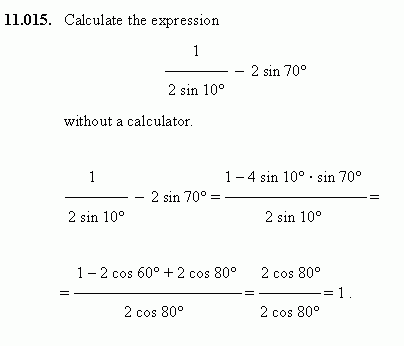 11.015. Calculate the expression
1
2 sin 10° − 2 sin 70°
without a calculator.
1 1 – 4 sin 10° · sin 70°
− 2 sin 70° = =
2 sin 10° 2 sin 10°
1 – 2 cos 60° + 2 cos 80° 2 cos 80°
= = = 1 .
2 cos 80° 2 cos 80°